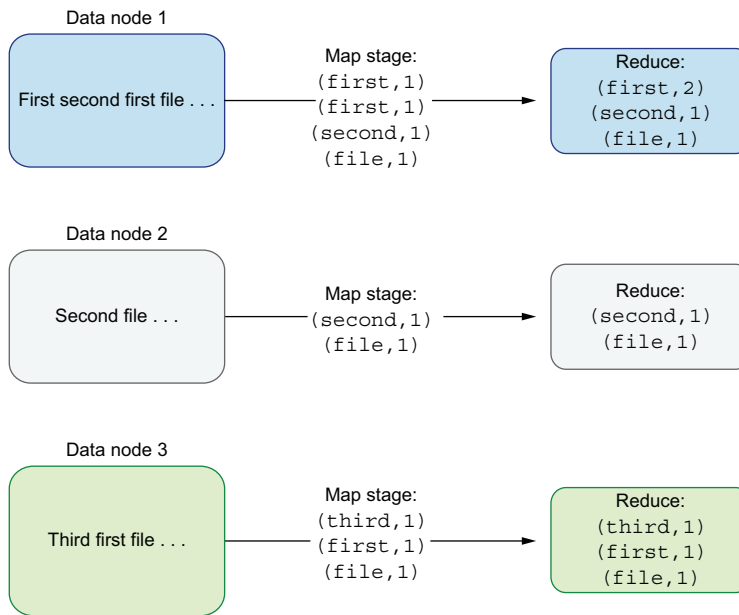 Data node 1
First second first file . . .
Map stage:
(first,1)
(first,1)
(second,1)
(file,1)
Reduce:
(first,2)
(second,1)
(file,1)
Data node 2
Second file . . .
Map stage:
(second,1)
(file,1)
Reduce:
(second,1)
(file,1)
Data node 3
Third first file . . .
Map stage:
(third,1)
(first,1)
(file,1)
Reduce:
(third,1)
(first,1)
(file,1)